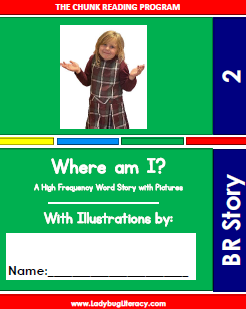 THE CHUNK READING PROGRAM
2
Where am I?
A High Frequency Word Story with Pictures
With Illustrations by:
BR Story
Name:____________________
www.LadybugLiteracy.com